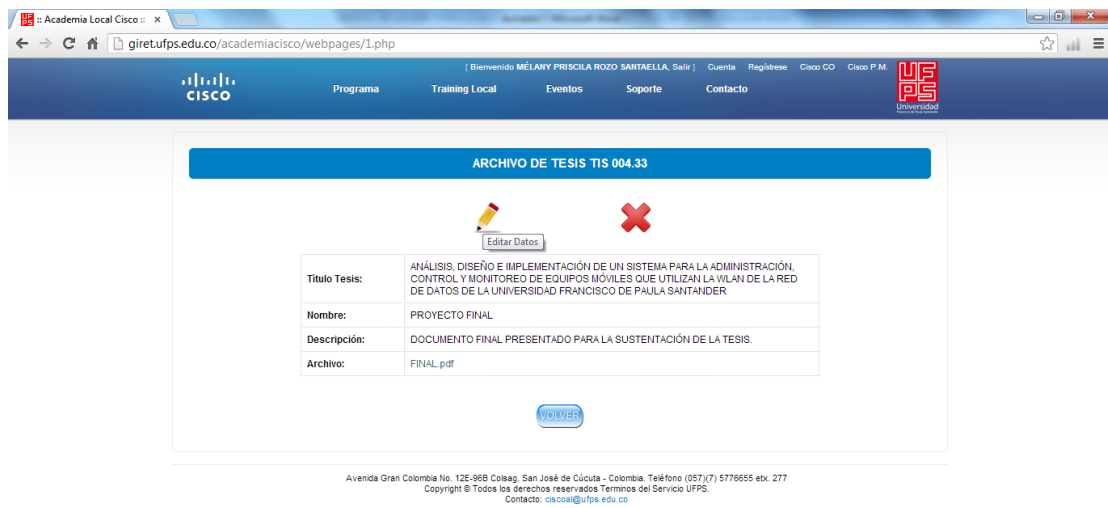 :: Academia Local Cisco ::
giret.ufps.edu.co/academiacisco/webpages/1.php
[ Bienvenido MÉLANY PRISCILA ROZO SANTAELLA, Salir ] Cuenta Regístrese Cisco CO Cisco P.M.
CISCO
Programa Training Local Eventos Soporte Contacto
UFPS
Universidad
ARCHIVO DE TESIS TIS 004.33
Editar Datos
Título Tesis: ANÁLISIS, DISEÑO E IMPLEMENTACIÓN DE UN SISTEMA PARA LA ADMINISTRACIÓN,
CONTROL Y MONITOREO DE EQUIPOS MÓVILES QUE UTILIZAN LA WLAN DE LA RED
DE DATOS DE LA UNIVERSIDAD FRANCISCO DE PAULA SANTANDER
Nombre: PROYECTO FINAL
Descripción: DOCUMENTO FINAL PRESENTADO PARA LA SUSTENTACIÓN DE LA TESIS.
Archivo: FINAL.pdf
VOLVER
Avenida Gran Colombia No. 12E-96B Colsag. San José de Cúcuta - Colombia. Teléfono (057)(7) 5776655 etx. 277
Copyright © Todos los derechos reservados Terminos del Servicio UFPS.
Contacto: ciscoal@ufps.edu.co